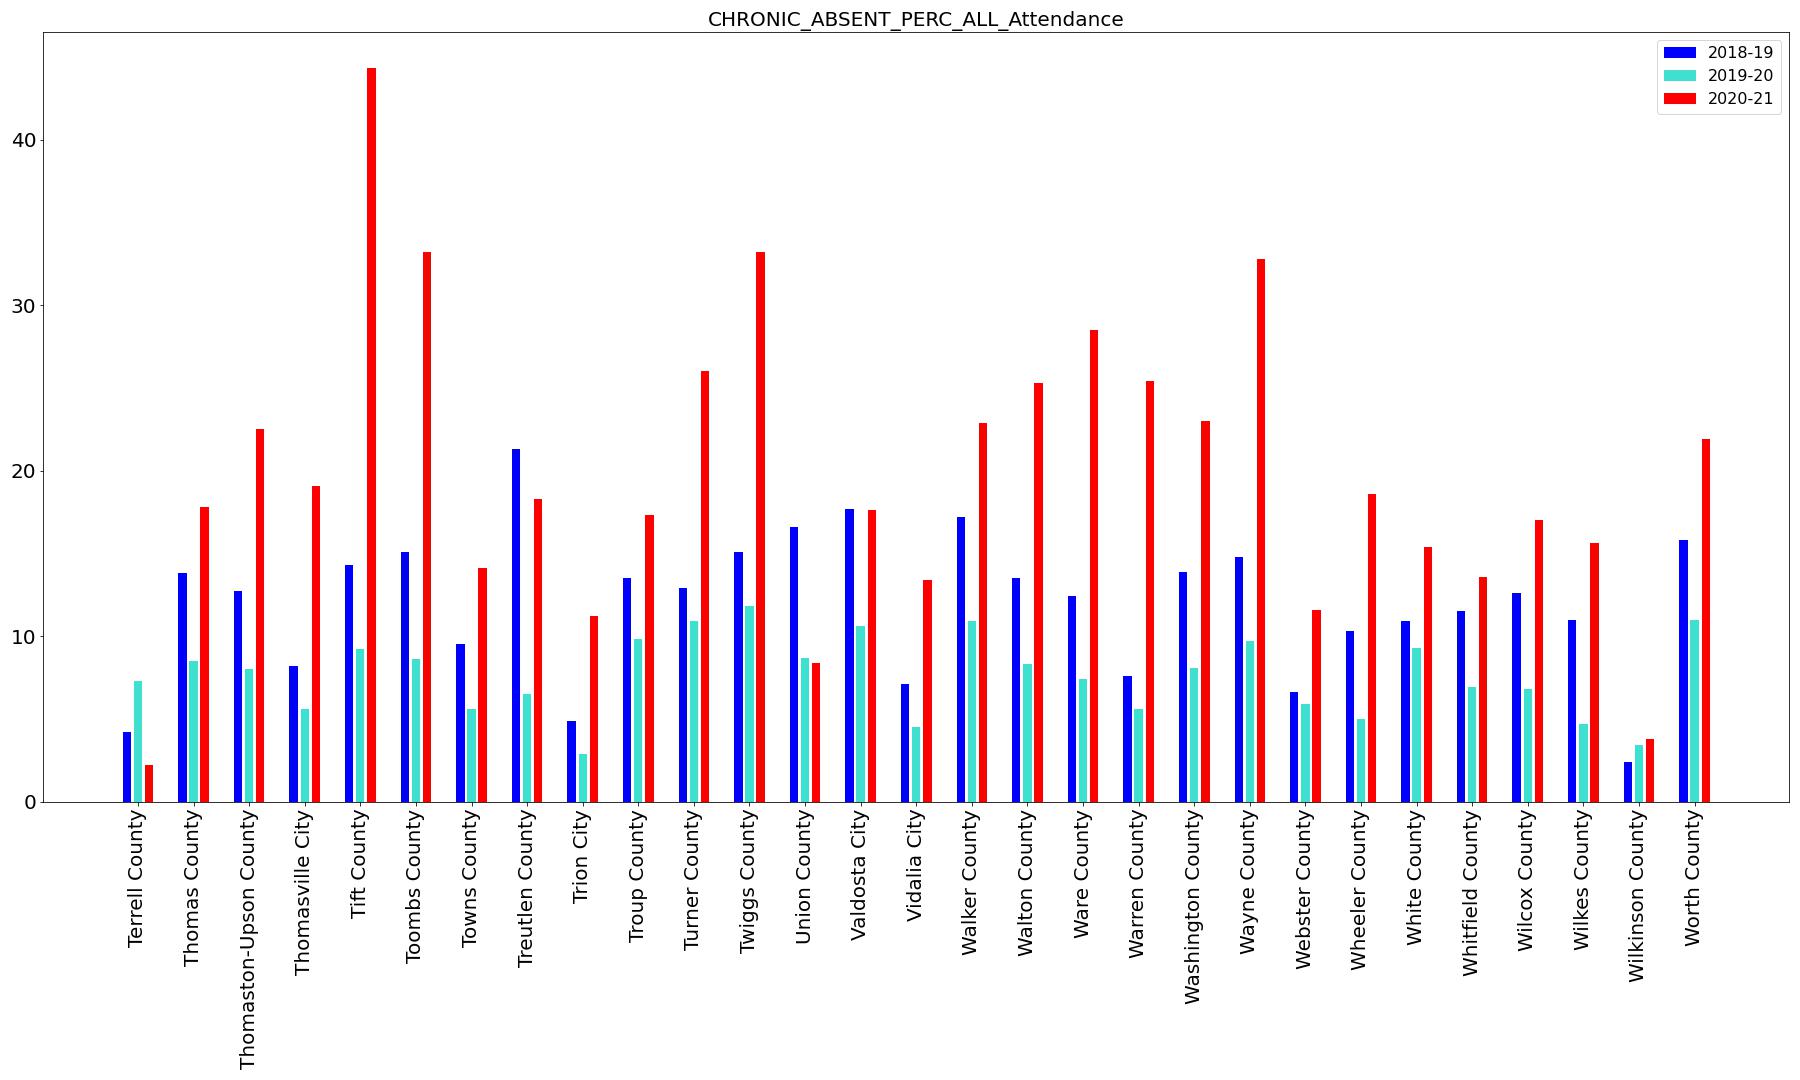 CHRONIC_ABSENT_PERC_ALL_Attendance
2018-19
2019-20
2020-21
40
30
20
10
0
Terrell County
Thomas County
Thomaston-Upson County
Thomasville City
Tift County
Toombs County
Towns County
Treutlen County
Trion City
Troup County
Turner County
Twiggs County
Union County
Valdosta City
Vidalia City
Walker County
Walton County
Ware County
Warren County
Washington County
Wayne County
Webster County
Wheeler County
White County
Whitfield County
Wilcox County
Wilkes County
Wilkinson County
Worth County